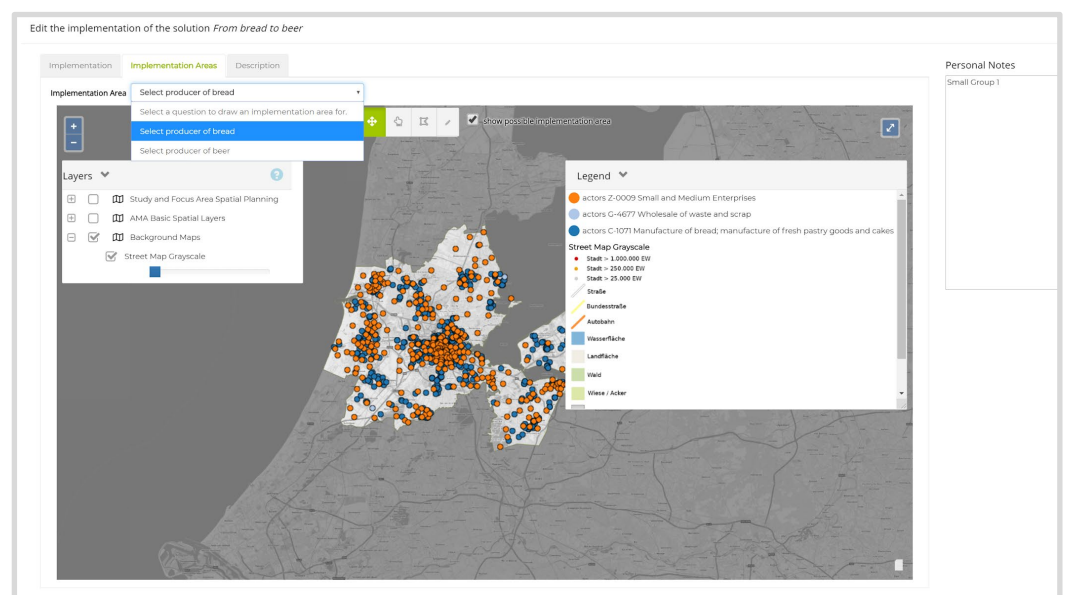 Edit the implementation of the solution From bread to beer
Implementation Implementation Areas Description
Personal Notes
Small Group 1
Implementation Area Select producer of bread
Select a question to draw an implementation area for.
Select producer of bread
Select producer of beer
show possible implementation area
+
−
Layers
?
Study and Focus Area Spatial Planning
AMA Basic Spatial Layers
Background Maps
Street Map Grayscale
Legend
actors Z-0009 Small and Medium Enterprises
actors G-4677 Wholesale of waste and scrap
actors C-1071 Manufacture of bread; manufacture of fresh pastry goods and cakes
Street Map Grayscale
Stadt > 1.000.000 EW
Stadt > 250.000 EW
Stadt > 25.000 EW
Straße
Bundesstraße
Autobahn
Wasserfläche
Landfläche
Wald
Wiese / Acker